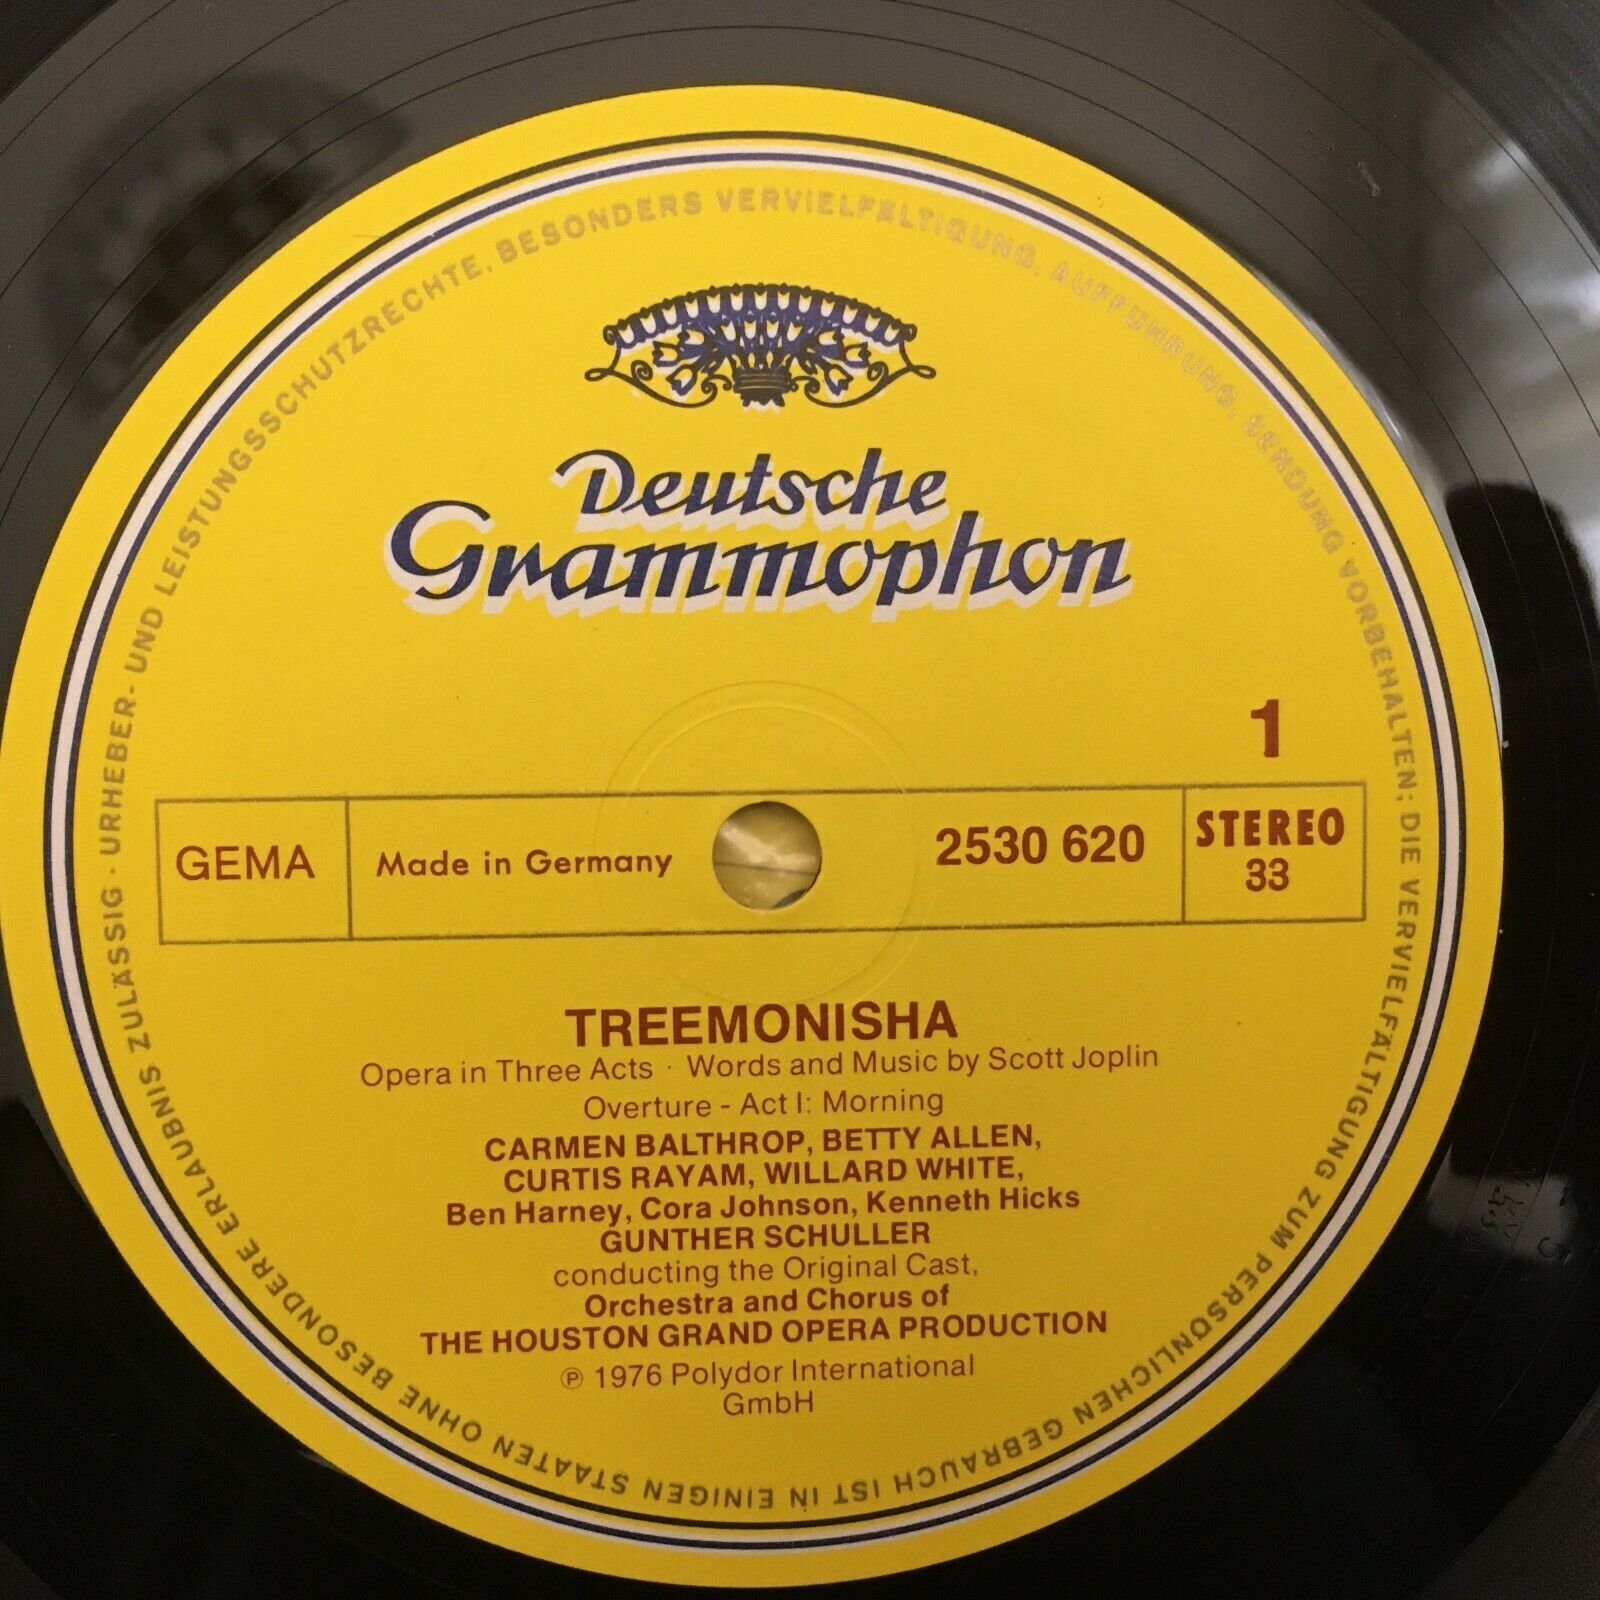 Deutsche
Grammophon
1
GEMA
Made in Germany
2530 620
STEREO
33
TREEMONISHA
Opera in Three Acts · Words and Music by Scott Joplin
Overture - Act I: Morning
CARMEN BALTHROP, BETTY ALLEN,
CURTIS RAYAM, WILLARD WHITE,
Ben Harney, Cora Johnson, Kenneth Hicks
GUNTHER SCHULLER
conducting the Original Cast,
Orchestra and Chorus of
THE HOUSTON GRAND OPERA PRODUCTION
℗ 1976 Polydor International
GmbH
URHEBER- UND LEISTUNGSSCHUTZRECHTE, BESONDERS VERVIELFÄLTIGUNG, AUFFÜHRUNG, SENDUNG VORBEHALTEN; DIE VERVIELFÄLTIGUNG ZUM PERSÖNLICHEN GEBRAUCH IST IN EINIGEN STAATEN OHNE BESONDERE ERLAUBNIS ZULÄSSIG ·